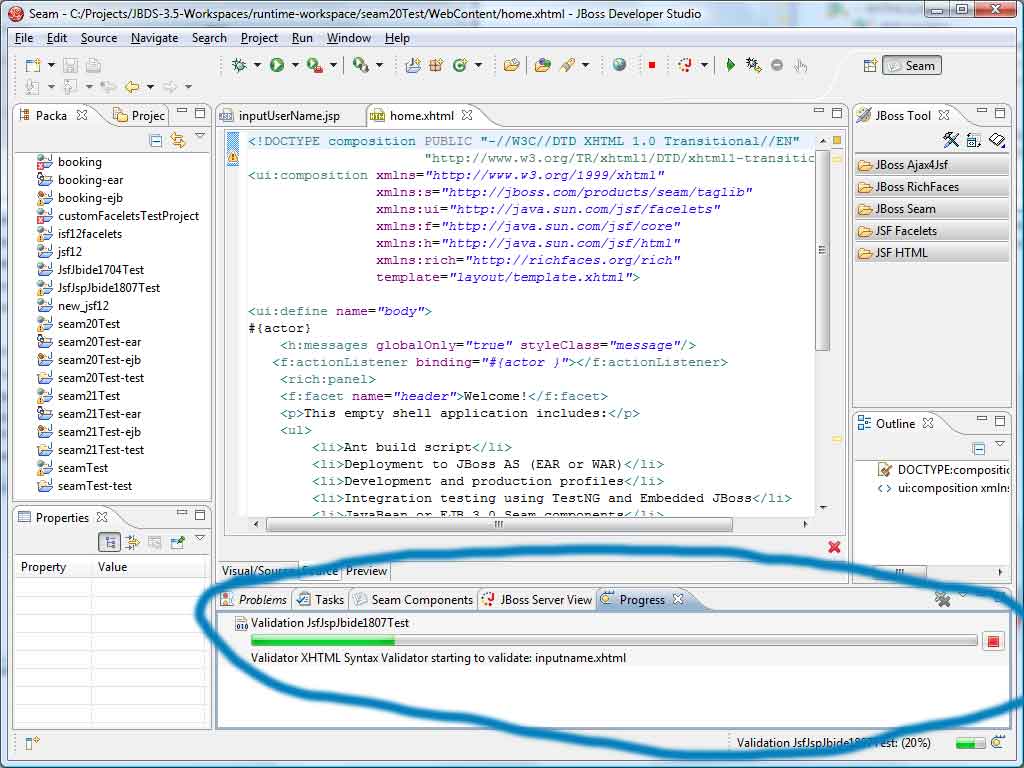 Seam - C:/Projects/JBDS-3.5-Workspaces/runtime-workspace/seam20Test/WebContent/home.xhtml - JBoss Developer Studio
File Edit Source Navigate Search Project Run Window Help
Seam
Packa
Projec
booking
booking-ear
booking-ejb
customFaceletsTestProject
isf12facelets
jsf12
JsfJbide1704Test
JsfJspJbide1807Test
new_jsf12
seam20Test
seam20Test-ear
seam20Test-ejb
seam20Test-test
seam21Test
seam21Test-ear
seam21Test-ejb
seam21Test-test
seamTest
seamTest-test
Properties
Property Value
inputUserName.jsp home.xhtml
<!DOCTYPE composition PUBLIC "-//W3C//DTD XHTML 1.0 Transitional//EN"
"http://www.w3.org/TR/xhtml1/DTD/xhtml1-transitic
<ui:composition xmlns="http://www.w3.org/1999/xhtml"
xmlns:s="http://jboss.com/products/seam/taglib"
xmlns:ui="http://java.sun.com/jsf/facelets"
xmlns:f="http://java.sun.com/jsf/core"
xmlns:h="http://java.sun.com/jsf/html"
xmlns:rich="http://richfaces.org/rich"
template="layout/template.xhtml">
<ui:define name="body">
#{actor}
<h:messages globalOnly="true" styleClass="message"/>
<f:actionListener binding="#{actor }"></f:actionListener>
<rich:panel>
<f:facet name="header">Welcome!</f:facet>
<p>This empty shell application includes:</p>
<ul>
<li>Ant build script</li>
<li>Deployment to JBoss AS (EAR or WAR)</li>
<li>Development and production profiles</li>
<li>Integration testing using TestNG and Embedded JBoss</li>
<li>JavaBean or EJB 3.0 Seam components</li>
Visual/Source Source Preview
JBoss Tool
JBoss Ajax4Jsf
JBoss RichFaces
JBoss Seam
JSF Facelets
JSF HTML
Outline
DOCTYPE:compositic
ui:composition xmlns
Problems Tasks Seam Components JBoss Server View Progress
Validation JsfJspJbide1807Test
Validator XHTML Syntax Validator starting to validate: inputname.xhtml
Validation JsfJspJbide1807Test: (20%)